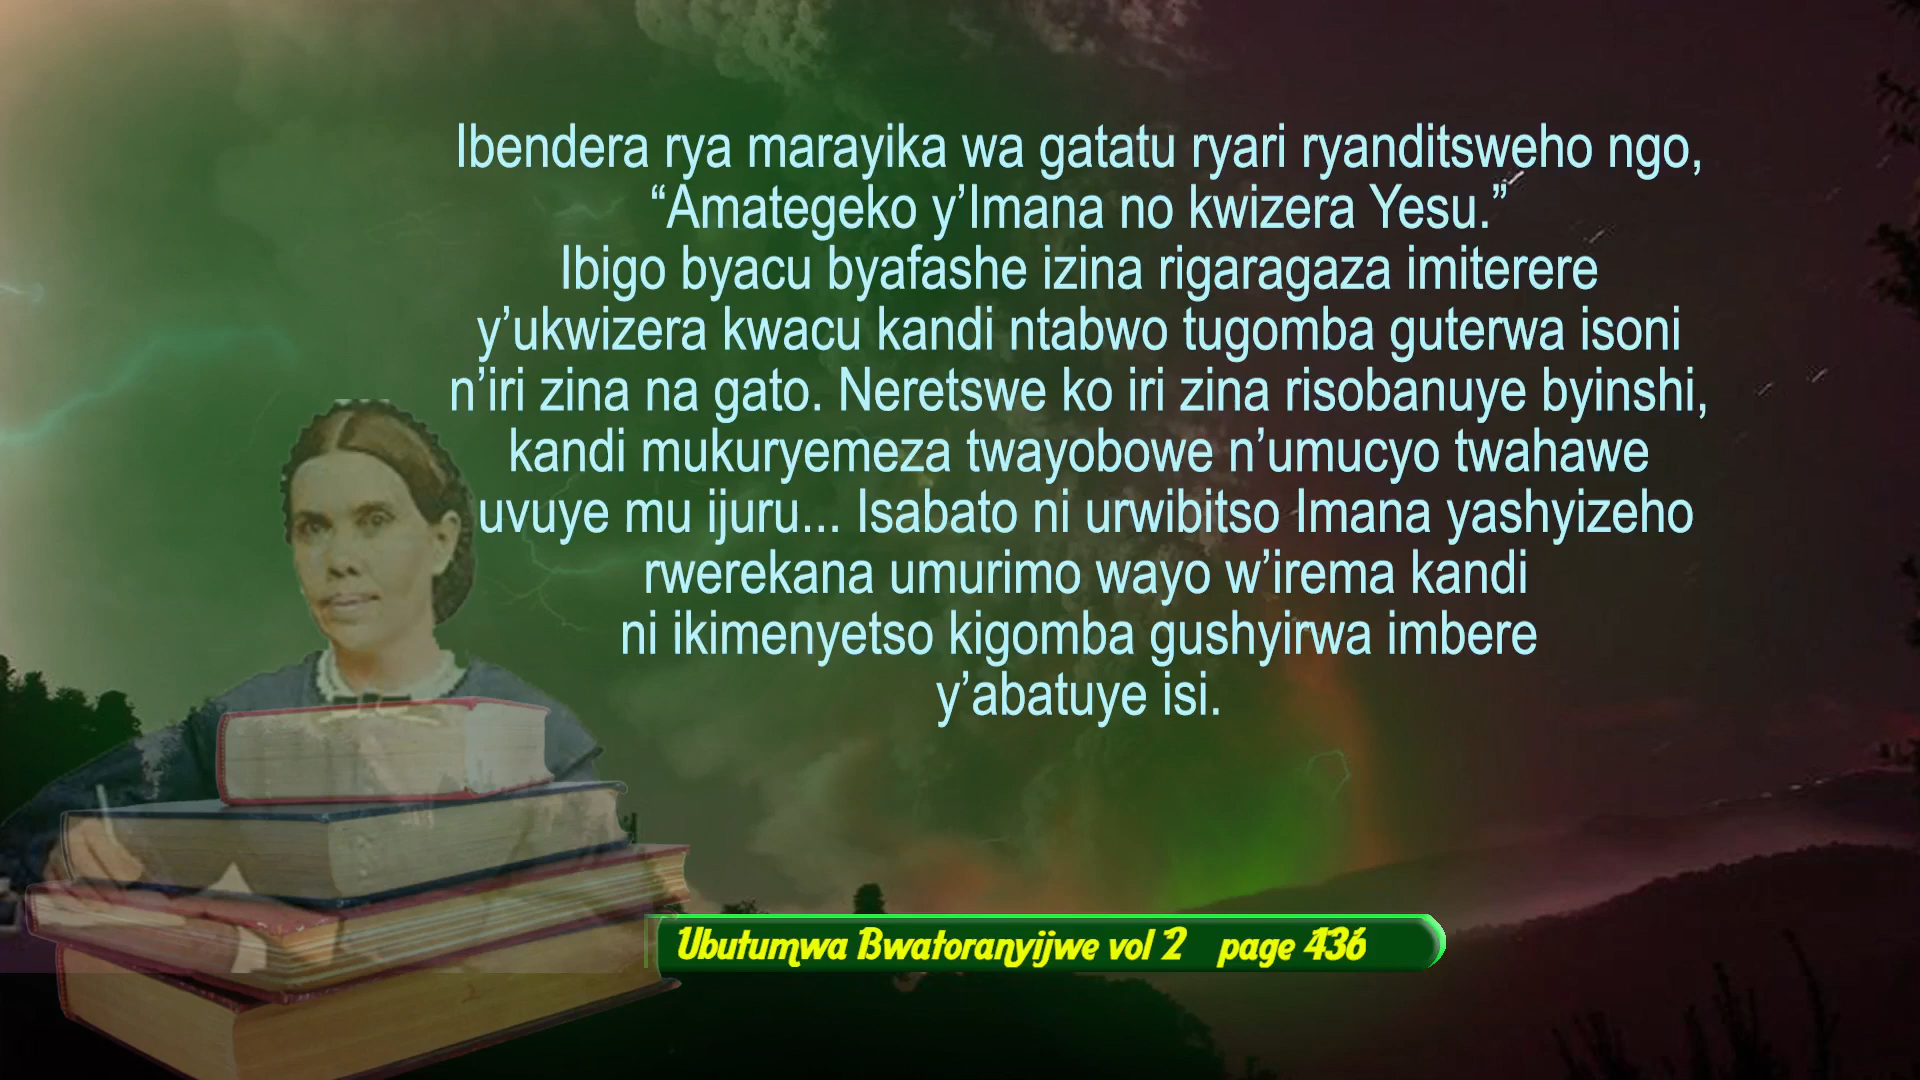 Ibendera rya marayika wa gatatu ryari ryanditsweho ngo,
“Amategeko y’Imana no kwizera Yesu.”
Ibigo byacu byafashe izina rigaragaza imiterere
y’ukwizera kwacu kandi ntabwo tugomba guterwa isoni
n’iri zina na gato. Neretswe ko iri zina risobanuye byinshi,
kandi mukuryemeza twayobowe n’umucyo twahawe
uvuye mu ijuru... Isabato ni urwibitso Imana yashyizeho
rwerekana umurimo wayo w’irema kandi
ni ikimenyetso kigomba gushyirwa imbere
y’abatuye isi.
Ubutumwa Bwatoranyijwe vol 2 page 436